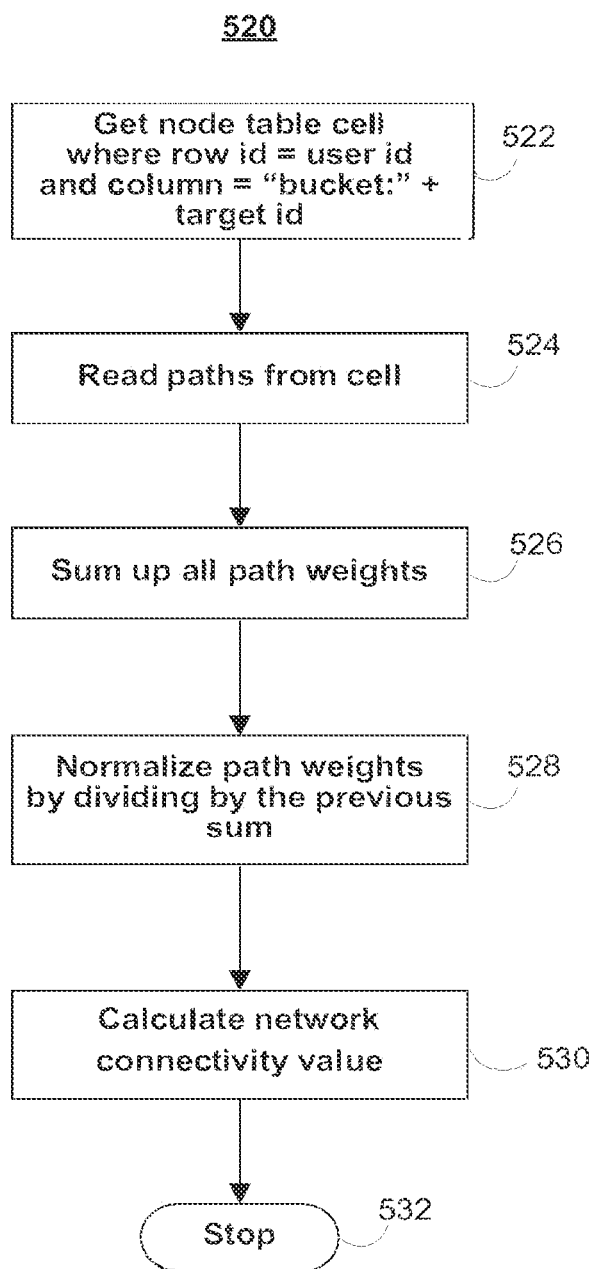 520
Get node table cell
where row id = user id
and column = “bucket:” +
target id
522
Read paths from cell
524
Sum up all path weights
526
Normalize path weights
by dividing by the previous
sum
528
Calculate network
connectivity value
530
Stop
532